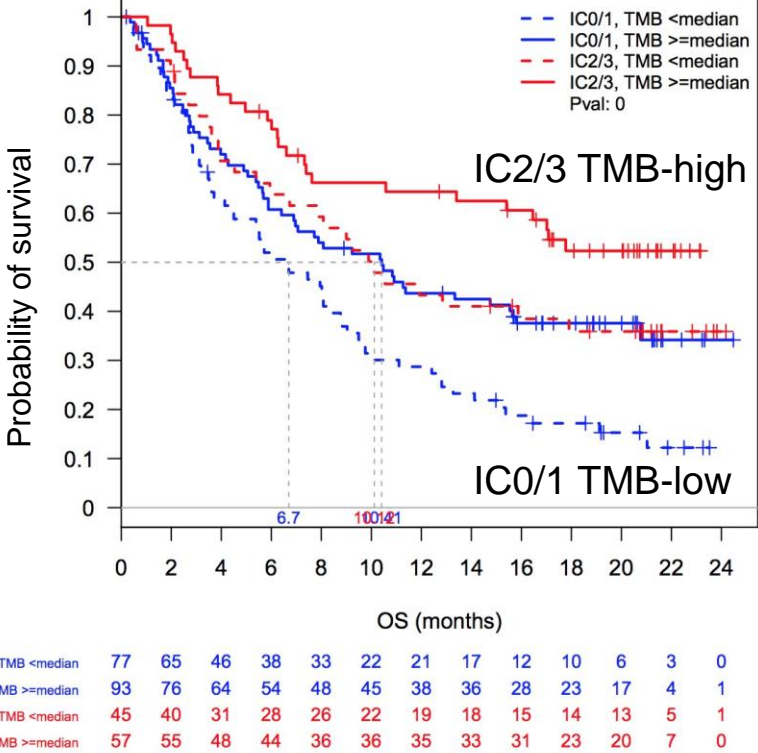 IC0/1, TMB <median
IC0/1, TMB >=median
IC2/3, TMB <median
IC2/3, TMB >=median
Pval: 0
Probability of survival
1
0.9
0.8
0.7
0.6
0.5
0.4
0.3
0.2
0.1
0
IC2/3 TMB-high
IC0/1 TMB-low
6.7
0 2 4 6 8 10 12 14 16 18 20 22 24
OS (months)
TMB <median 77 65 46 38 33 22 21 17 12 10 6 3 0
MB >=median 93 76 64 54 48 45 38 36 28 23 17 4 1
TMB <median 45 40 31 28 26 22 19 18 15 14 13 5 1
MB >=median 57 55 48 44 36 36 35 33 31 23 20 7 0